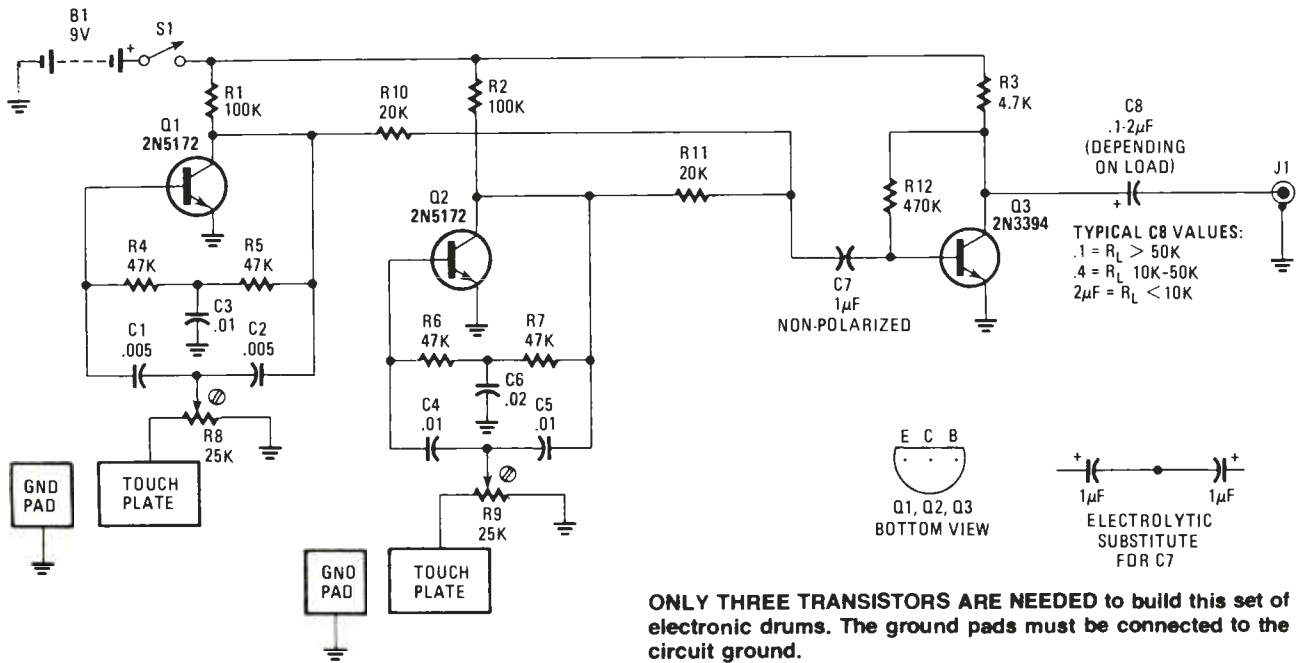 B1
9V
S1
+
R1
100K
R10
20K
R2
100K
R3
4.7K
C8
.1-2µF
(DEPENDING
ON LOAD)
J1
+
Q1
2N5172
Q2
2N5172
R11
20K
R12
470K
Q3
2N3394
TYPICAL C8 VALUES:
.1 = RL > 50K
.4 = RL 10K-50K
2µF = RL < 10K
C7
1µF
NON-POLARIZED
R4
47K
R5
47K
C3
.01
C1
.005
C2
.005
R8
25K
R6
47K
R7
47K
C6
.02
C4
.01
C5
.01
R9
25K
GND
PAD
TOUCH
PLATE
GND
PAD
TOUCH
PLATE
E C B
Q1, Q2, Q3
BOTTOM VIEW
+ +
1µF 1µF
ELECTROLYTIC
SUBSTITUTE
FOR C7
ONLY THREE TRANSISTORS ARE NEEDED to build this set of
electronic drums. The ground pads must be connected to the
circuit ground.